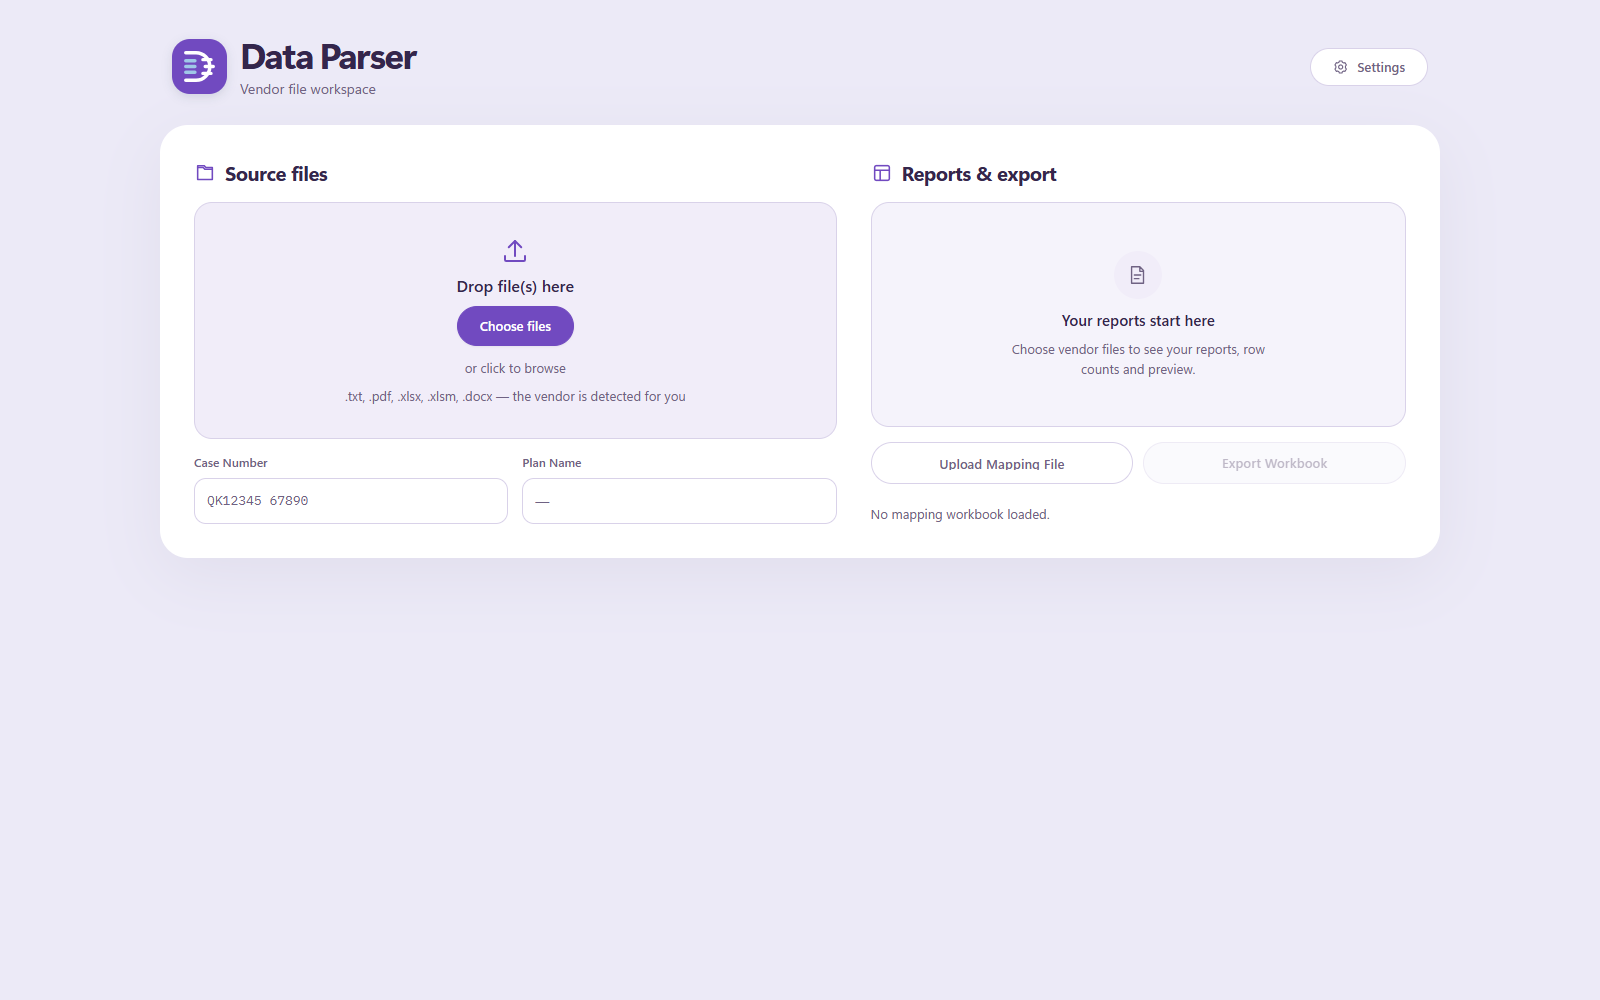 Data Parser
Vendor file workspace
Settings
Source files
Drop file(s) here
Choose files
or click to browse
.txt, .pdf, .xlsx, .xlsm, .docx — the vendor is detected for you
Case Number
Plan Name
QK12345 67890
—
Reports & export
Your reports start here
Choose vendor files to see your reports, row
counts and preview.
Upload Mapping File
Export Workbook
No mapping workbook loaded.